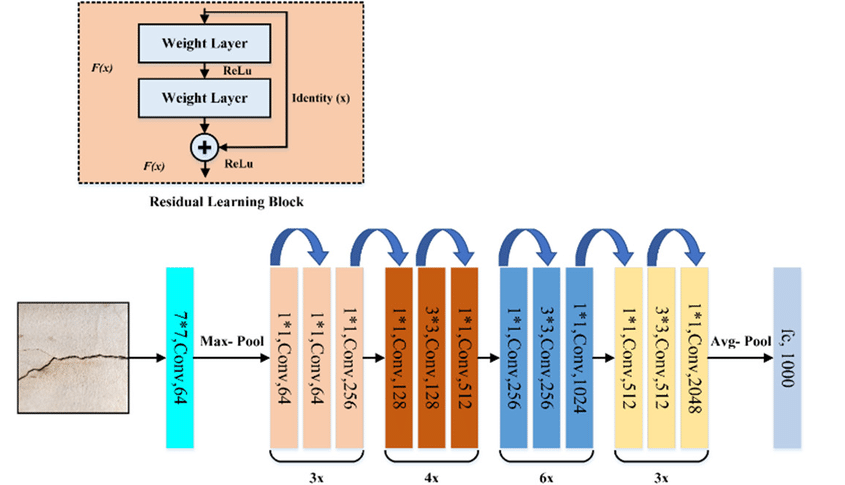 Weight Layer
ReLu
F(x)
Weight Layer
Identity (x)
+
F(x)
ReLu
Residual Learning Block
7*7,Conv,64
Max- Pool
1*1,Conv,64
1*1,Conv,64
1*1,Conv,256
1*1,Conv,128
3*3,Conv,128
1*1,Conv,512
1*1,Conv,256
3*3,Conv,256
1*1,Conv,1024
1*1,Conv,512
3*3,Conv,512
1*1,Conv,2048
Avg- Pool
fc, 1000
3x
4x
6x
3x